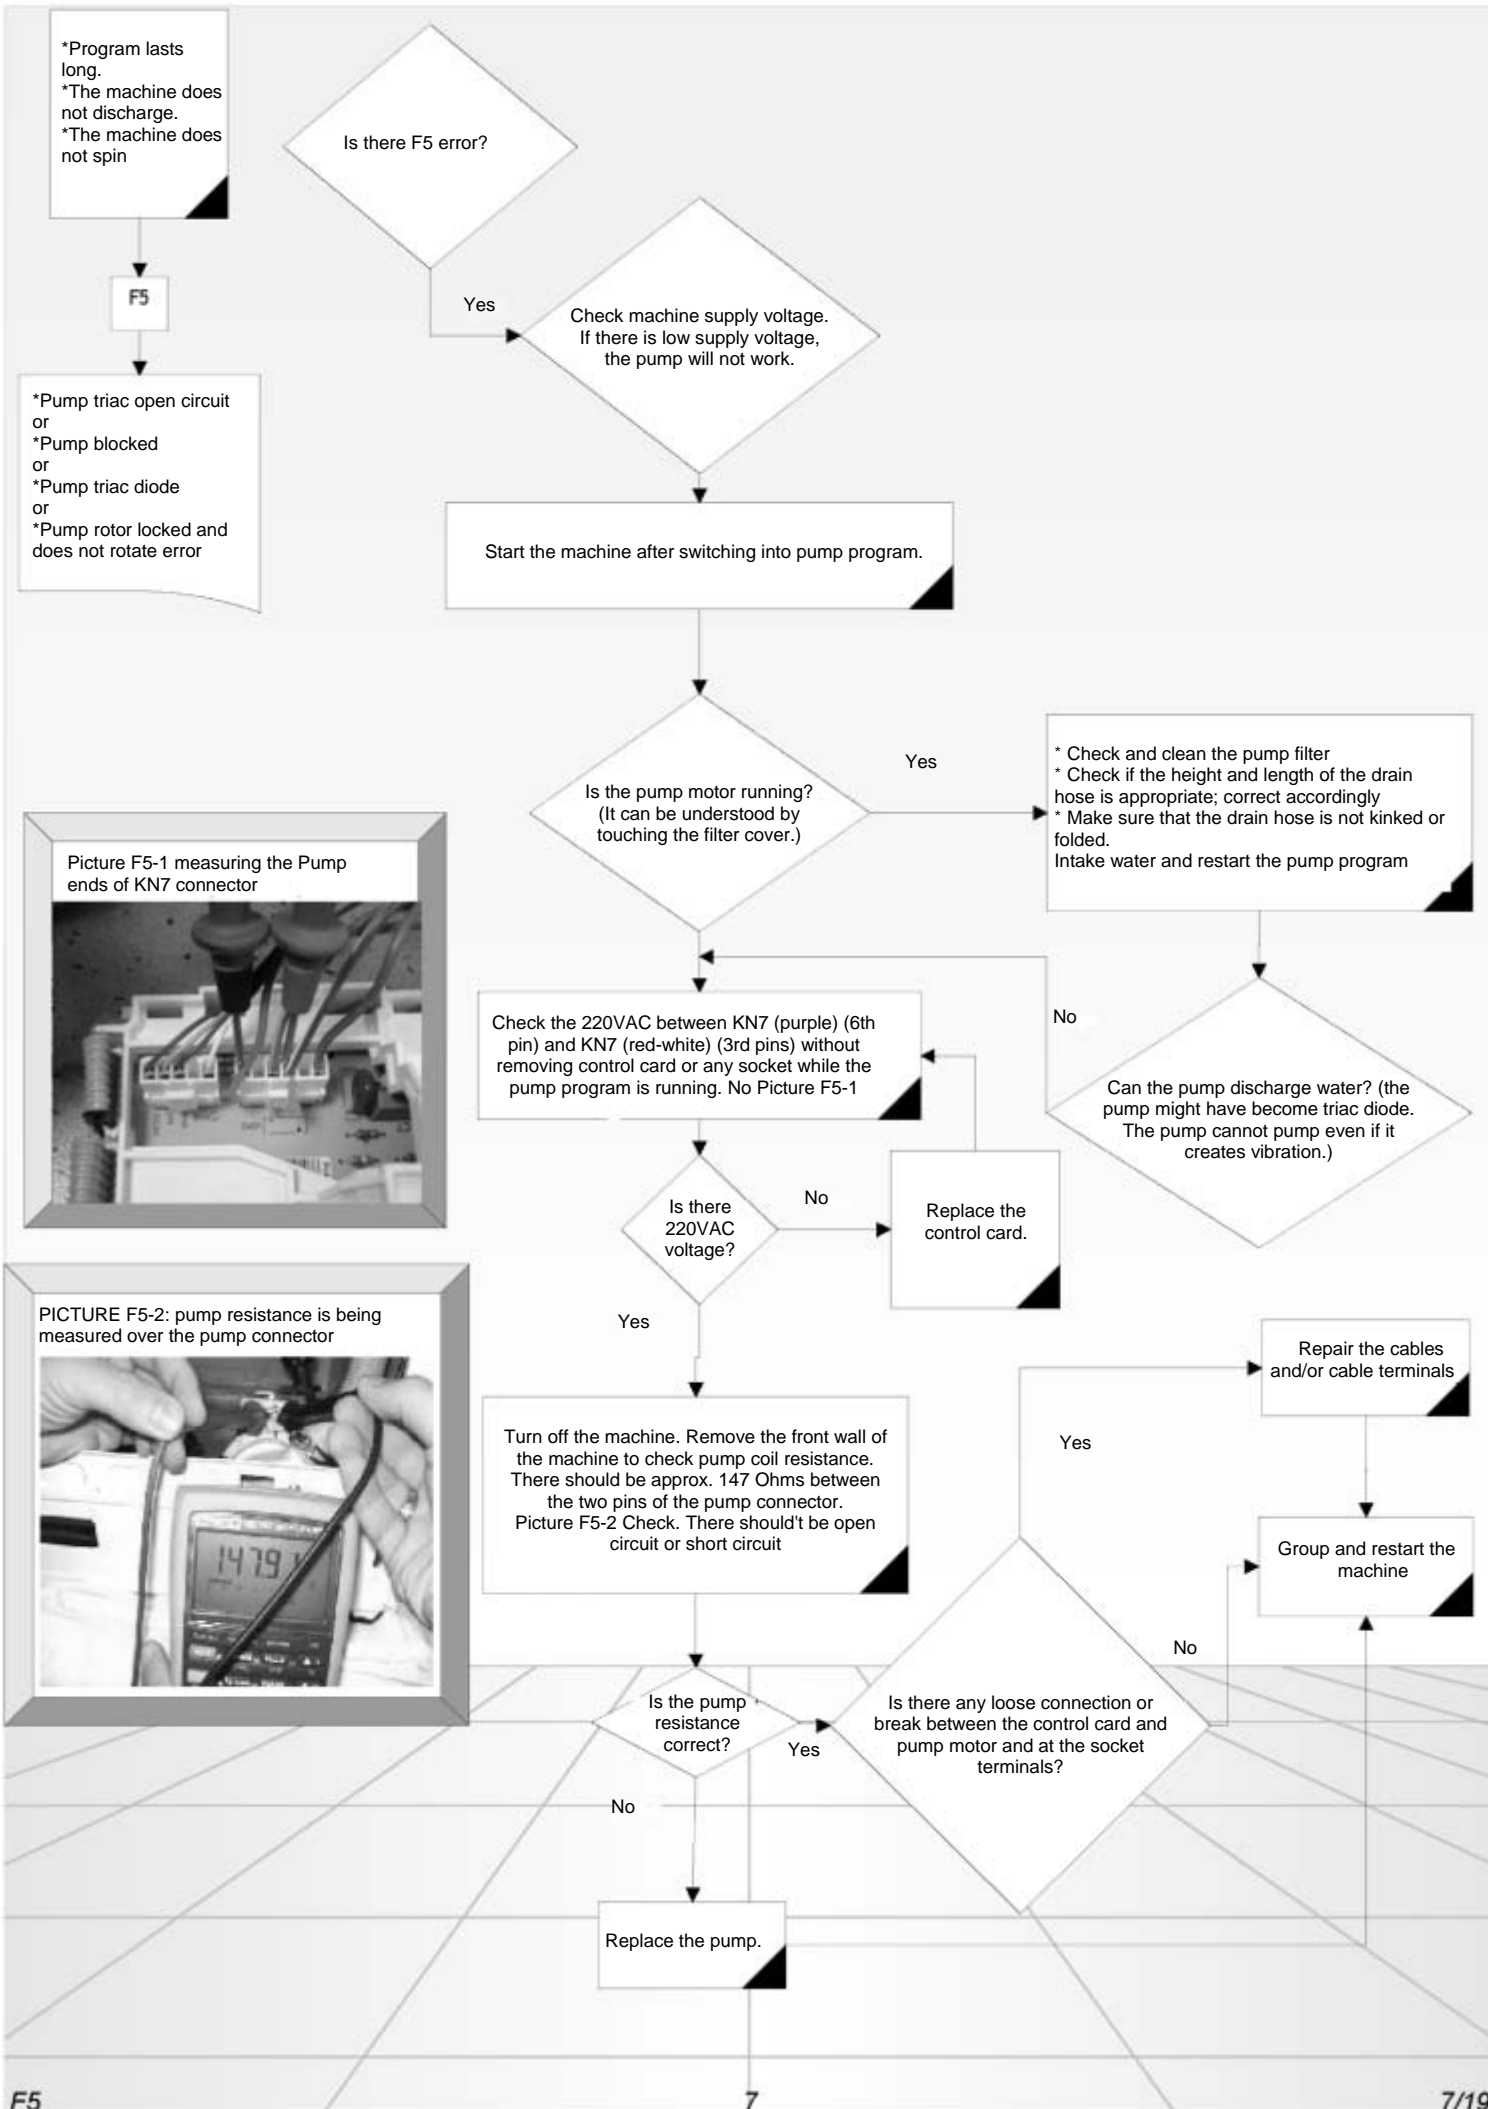 *Program lasts
long.
*The machine does
not discharge.
*The machine does
not spin
F5
*Pump triac open circuit
or
*Pump blocked
or
*Pump triac diode
or
*Pump rotor locked and
does not rotate error
Is there F5 error?
Yes
Check machine supply voltage.
If there is low supply voltage,
the pump will not work.
Start the machine after switching into pump program.
Is the pump motor running?
(It can be understood by
touching the filter cover.)
Yes
* Check and clean the pump filter
* Check if the height and length of the drain
hose is appropriate; correct accordingly
* Make sure that the drain hose is not kinked or
folded.
Intake water and restart the pump program
Picture F5-1 measuring the Pump
ends of KN7 connector
Check the 220VAC between KN7 (purple) (6th
pin) and KN7 (red-white) (3rd pins) without
removing control card or any socket while the
pump program is running. No Picture F5-1
No
Can the pump discharge water? (the
pump might have become triac diode.
The pump cannot pump even if it
creates vibration.)
Is there
220VAC
voltage?
No
Replace the
control card.
Yes
PICTURE F5-2: pump resistance is being
measured over the pump connector
147.9
Turn off the machine. Remove the front wall of
the machine to check pump coil resistance.
There should be approx. 147 Ohms between
the two pins of the pump connector.
Picture F5-2 Check. There should't be open
circuit or short circuit
Yes
Repair the cables
and/or cable terminals
Group and restart the
machine
No
Is the pump
resistance
correct?
Yes
Is there any loose connection or
break between the control card and
pump motor and at the socket
terminals?
No
Replace the pump.
F5
7
7/19